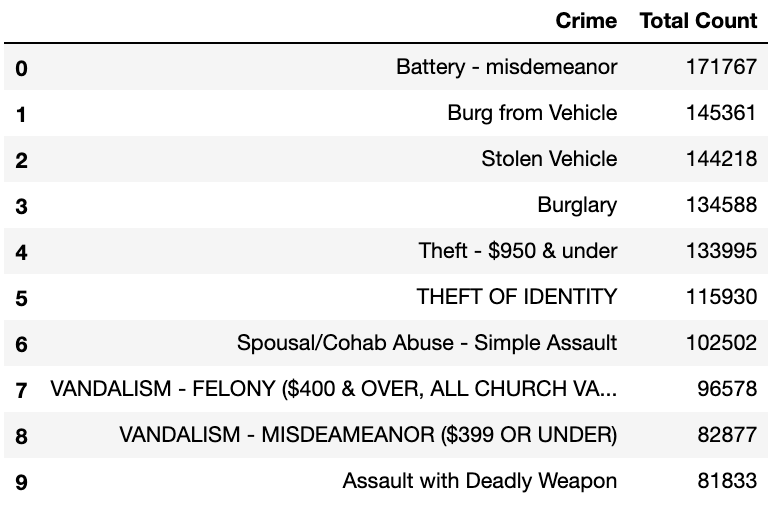 Crime Total Count
0 Battery - misdemeanor 171767
1 Burg from Vehicle 145361
2 Stolen Vehicle 144218
3 Burglary 134588
4 Theft - $950 & under 133995
5 THEFT OF IDENTITY 115930
6 Spousal/Cohab Abuse - Simple Assault 102502
7 VANDALISM - FELONY ($400 & OVER, ALL CHURCH VA... 96578
8 VANDALISM - MISDEAMEANOR ($399 OR UNDER) 82877
9 Assault with Deadly Weapon 81833